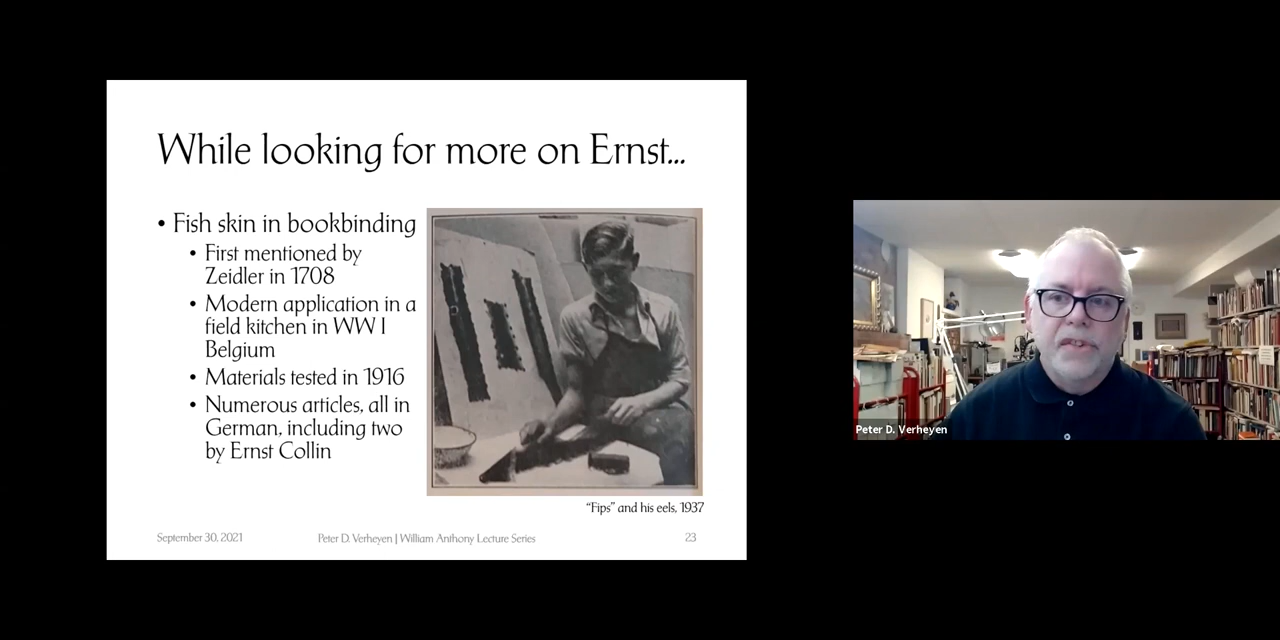 While looking for more on Ernst...
• Fish skin in bookbinding
• First mentioned by
Zeidler in 1708
• Modern application in a
field kitchen in WW I
Belgium
• Materials tested in 1916
• Numerous articles, all in
German, including two
by Ernst Collin
"Fips" and his eels, 1937
September 30, 2021
Peter D. Verheyen | William Anthony Lecture Series
23
Peter D. Verheyen